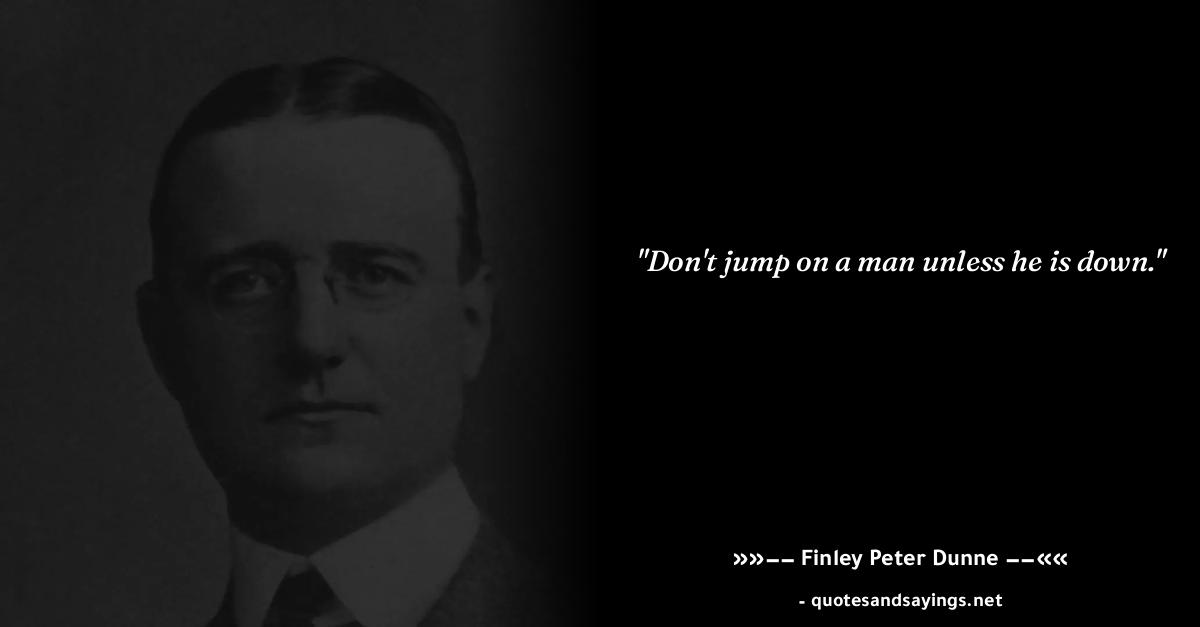 "Don't jump on a man unless he is down."
»»–– Finley Peter Dunne ––««
- quotesandsayings.net